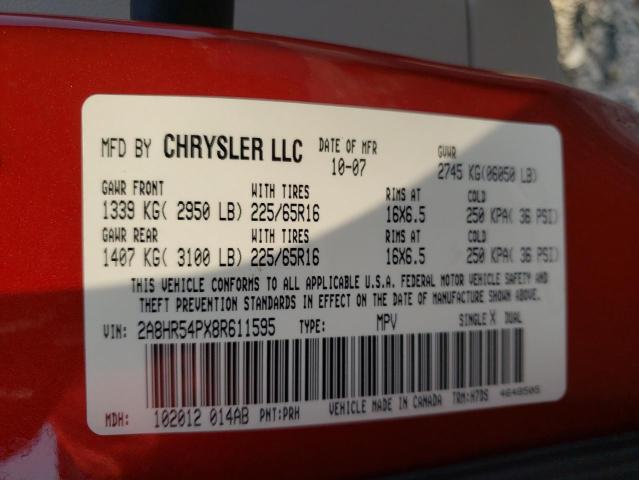 MFD BY CHRYSLER LLC DATE OF MFR 10-07 GVWR 2745 KG(06050 LB)
GAWR FRONT WITH TIRES RIMS AT COLD
1339 KG( 2950 LB) 225/65R16 16X6.5 250 KPA( 36 PSI)
GAWR REAR WITH TIRES RIMS AT COLD
1407 KG( 3100 LB) 225/65R16 16X6.5 250 KPA( 36 PSI)
THIS VEHICLE CONFORMS TO ALL APPLICABLE U.S.A. FEDERAL MOTOR VEHICLE SAFETY AND
THEFT PREVENTION STANDARDS IN EFFECT ON THE DATE OF MANUFACTURE SHOWN ABOVE.
VIN: 2A8HR54PX8R611595 TYPE: MPV SINGLE X DUAL
MDH: 102012 014AB PNT:PRH VEHICLE MADE IN CANADA TRM:H7DS 4648505